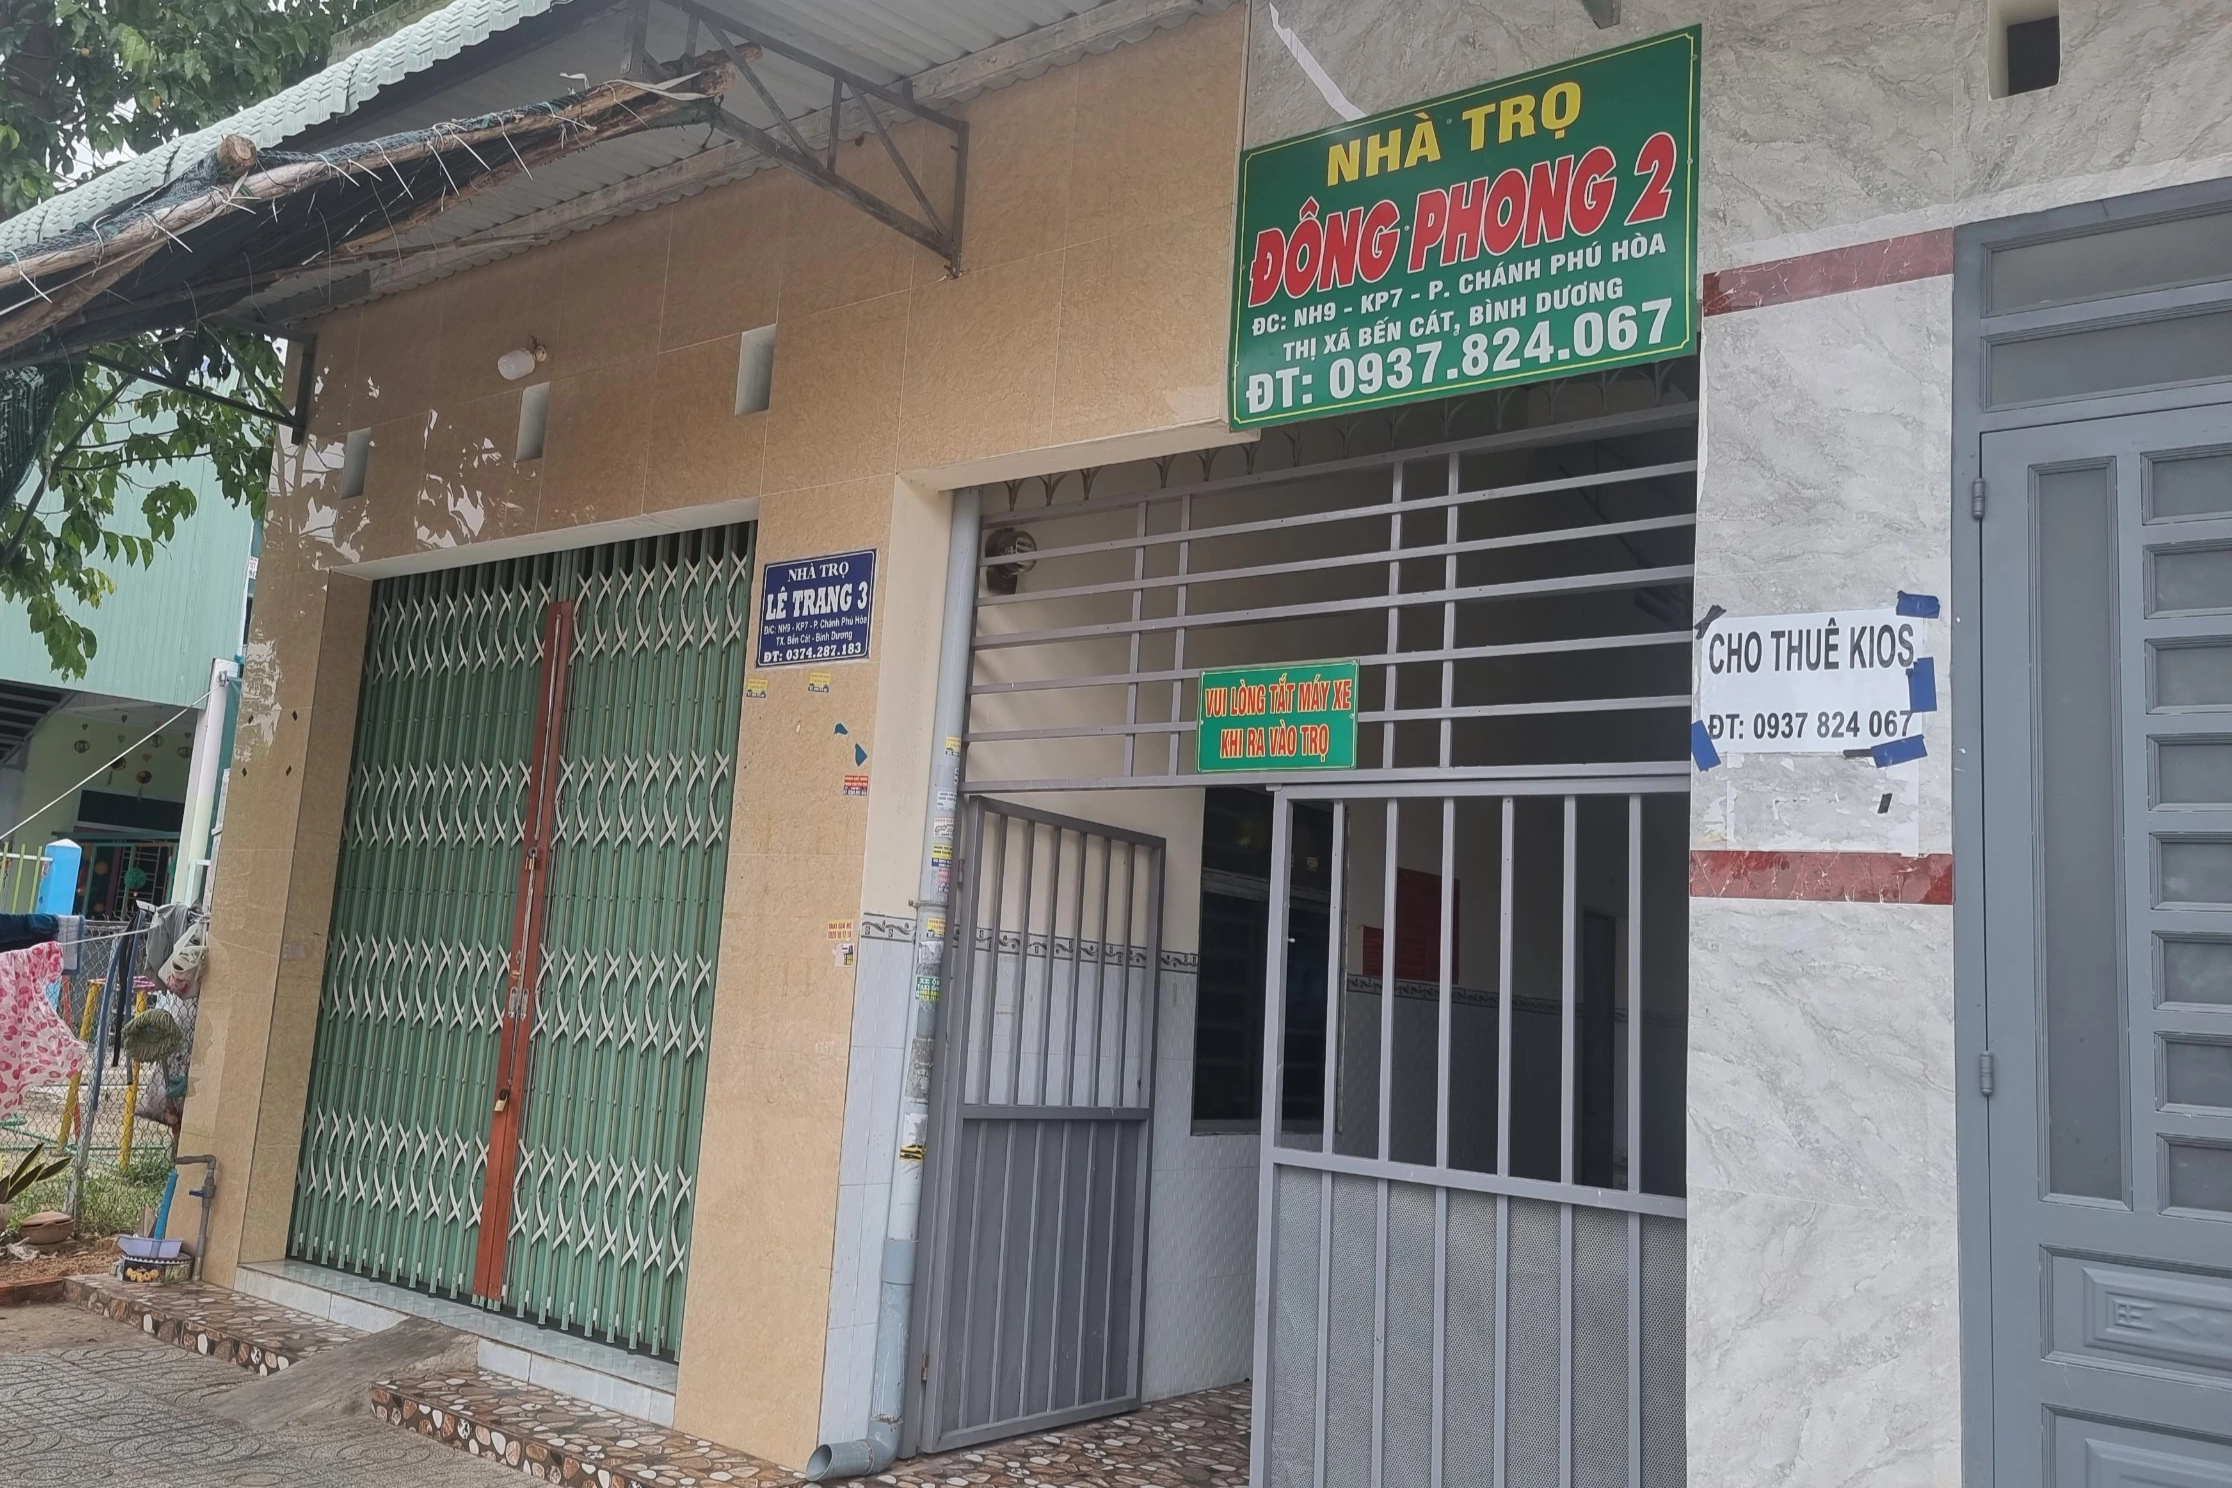 NHÀ TRỌ
ĐÔNG PHONG 2
ĐC: NH9 - KP7 - P. CHÁNH PHÚ HÒA
THỊ XÃ BẾN CÁT, BÌNH DƯƠNG
ĐT: 0937.824.067
NHÀ TRỌ
LÊ TRANG 3
Đ/C: NH9 - KP7 - P. Chánh Phú Hòa
TX. Bến Cát - Bình Dương
ĐT: 0374.287.183
VUI LÒNG TẮT MÁY XE
KHI RA VÀO TRỌ
CHO THUÊ KIOS
ĐT: 0937 824 067